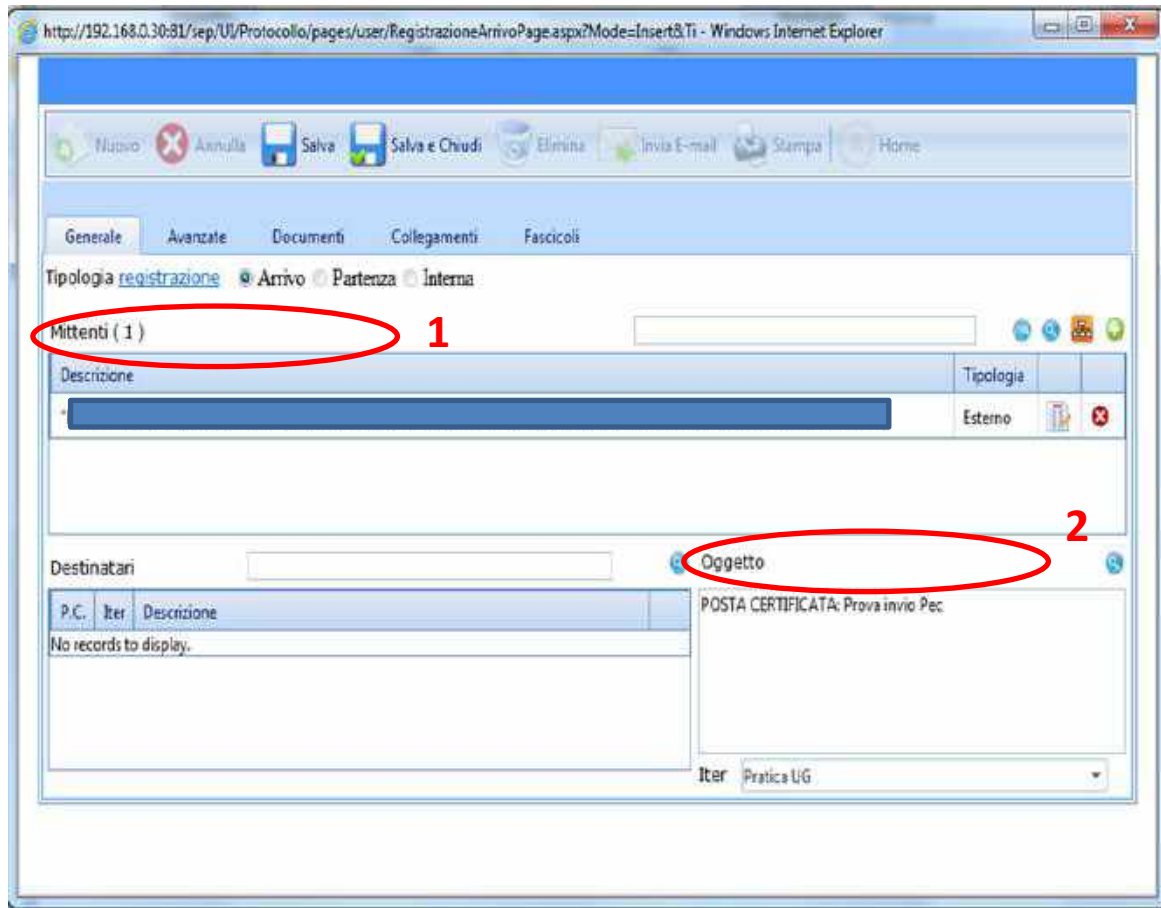 http://192.168.0.30:81/sep/UI/Protocollo/pages/user/RegistrazioneArrivoPage.aspx?Mode=Insert&Ti - Windows Internet Explorer
Nuovo Annulla Salva Salva e Chiudi Elimina Invia E-mail Stampa Home
Generale Avanzate Documenti Collegamenti Fascicoli
Tipologia registrazione Arrivo Partenza Interna
Mittenti ( 1 ) 1
Descrizione Tipologia
Esterno
2
Destinatari Oggetto
P.C. Iter Descrizione
POSTA CERTIFICATA: Prova invio Pec
No records to display.
Iter Pratica UG